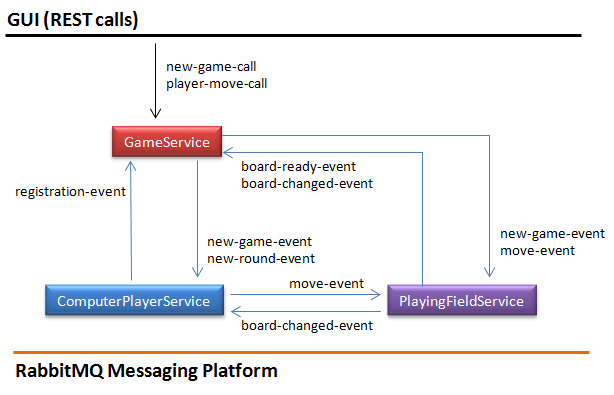 GUI (REST calls)
new-game-call
player-move-call
GameService
board-ready-event
board-changed-event
registration-event
new-game-event
move-event
new-game-event
new-round-event
move-event
ComputerPlayerService
PlayingFieldService
board-changed-event
RabbitMQ Messaging Platform